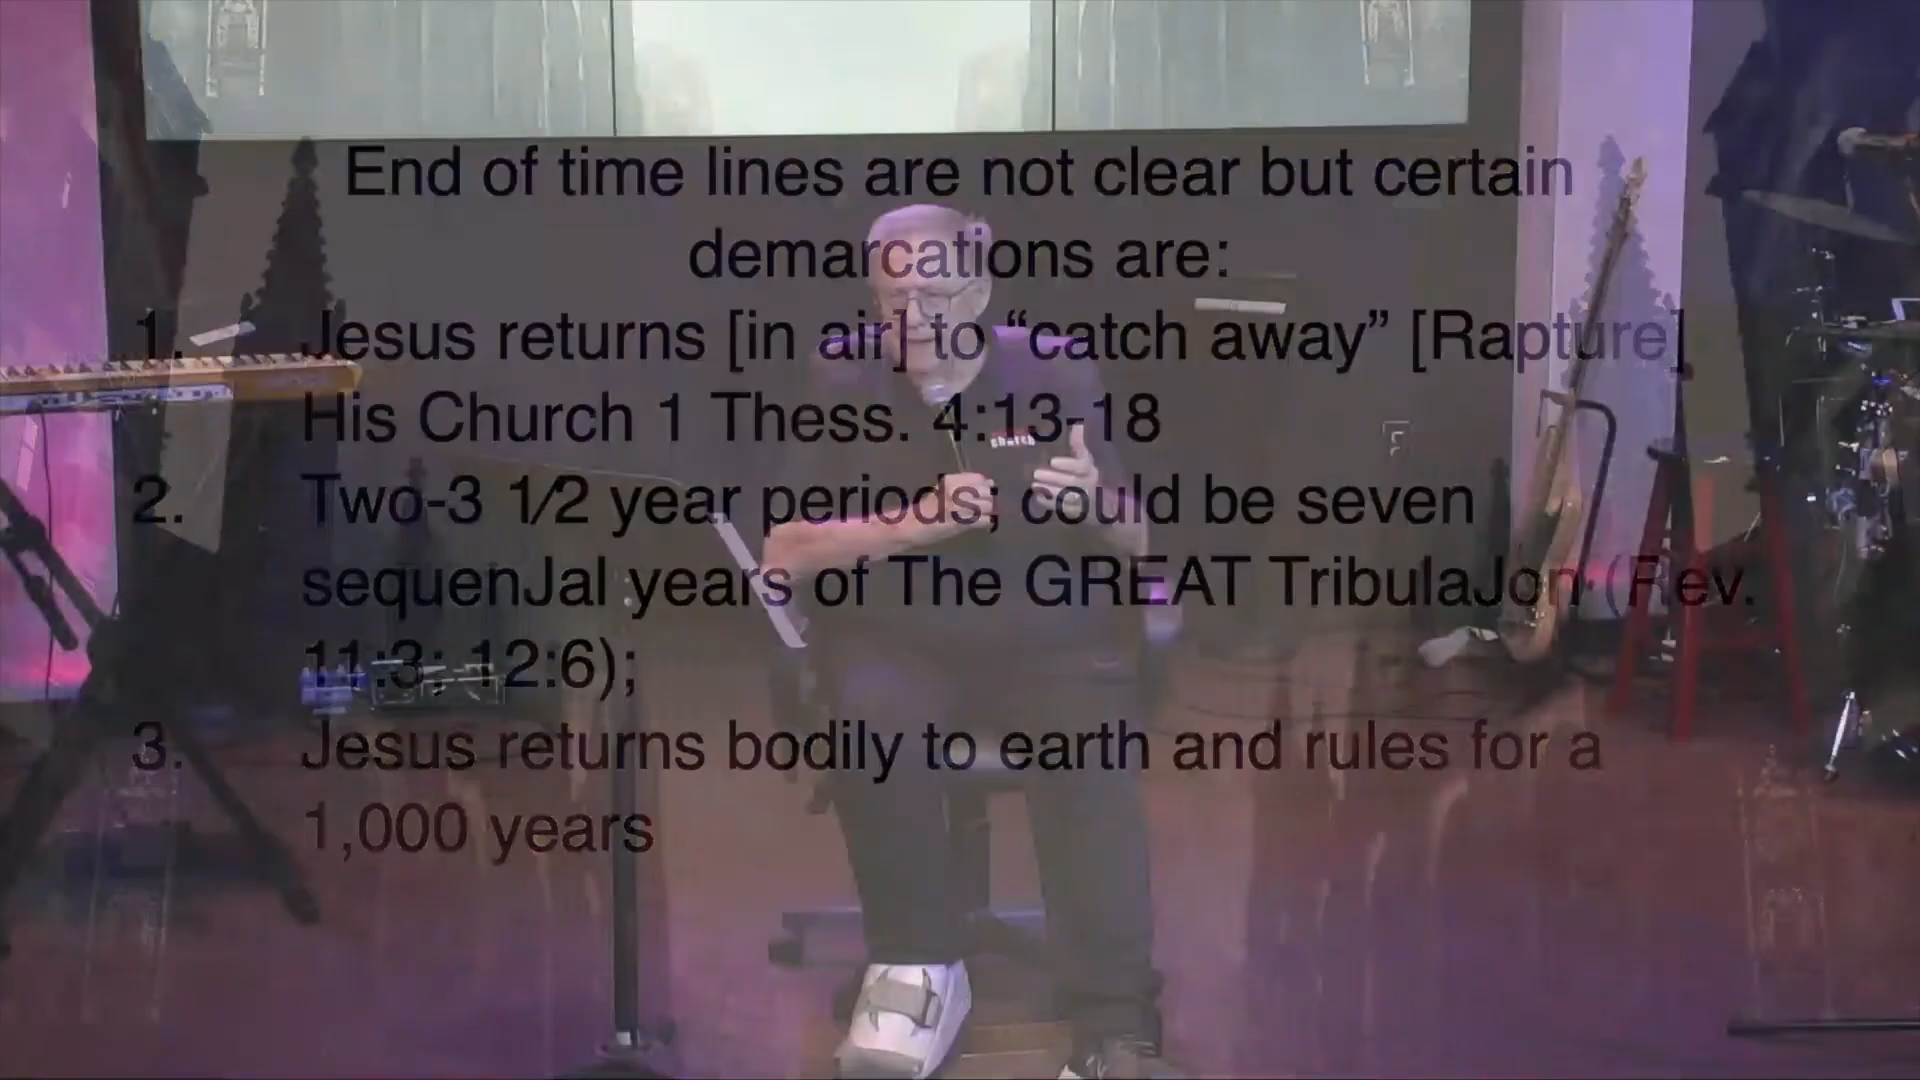 End of time lines are not clear but certain
demarcations are:
1. Jesus returns [in air] to “catch away” [Rapture]
His Church 1 Thess. 4:13-18
2. Two-3 1/2 year periods; could be seven
sequenJal years of The GREAT TribulaJon (Rev.
11:3; 12:6);
3. Jesus returns bodily to earth and rules for a
1,000 years
church